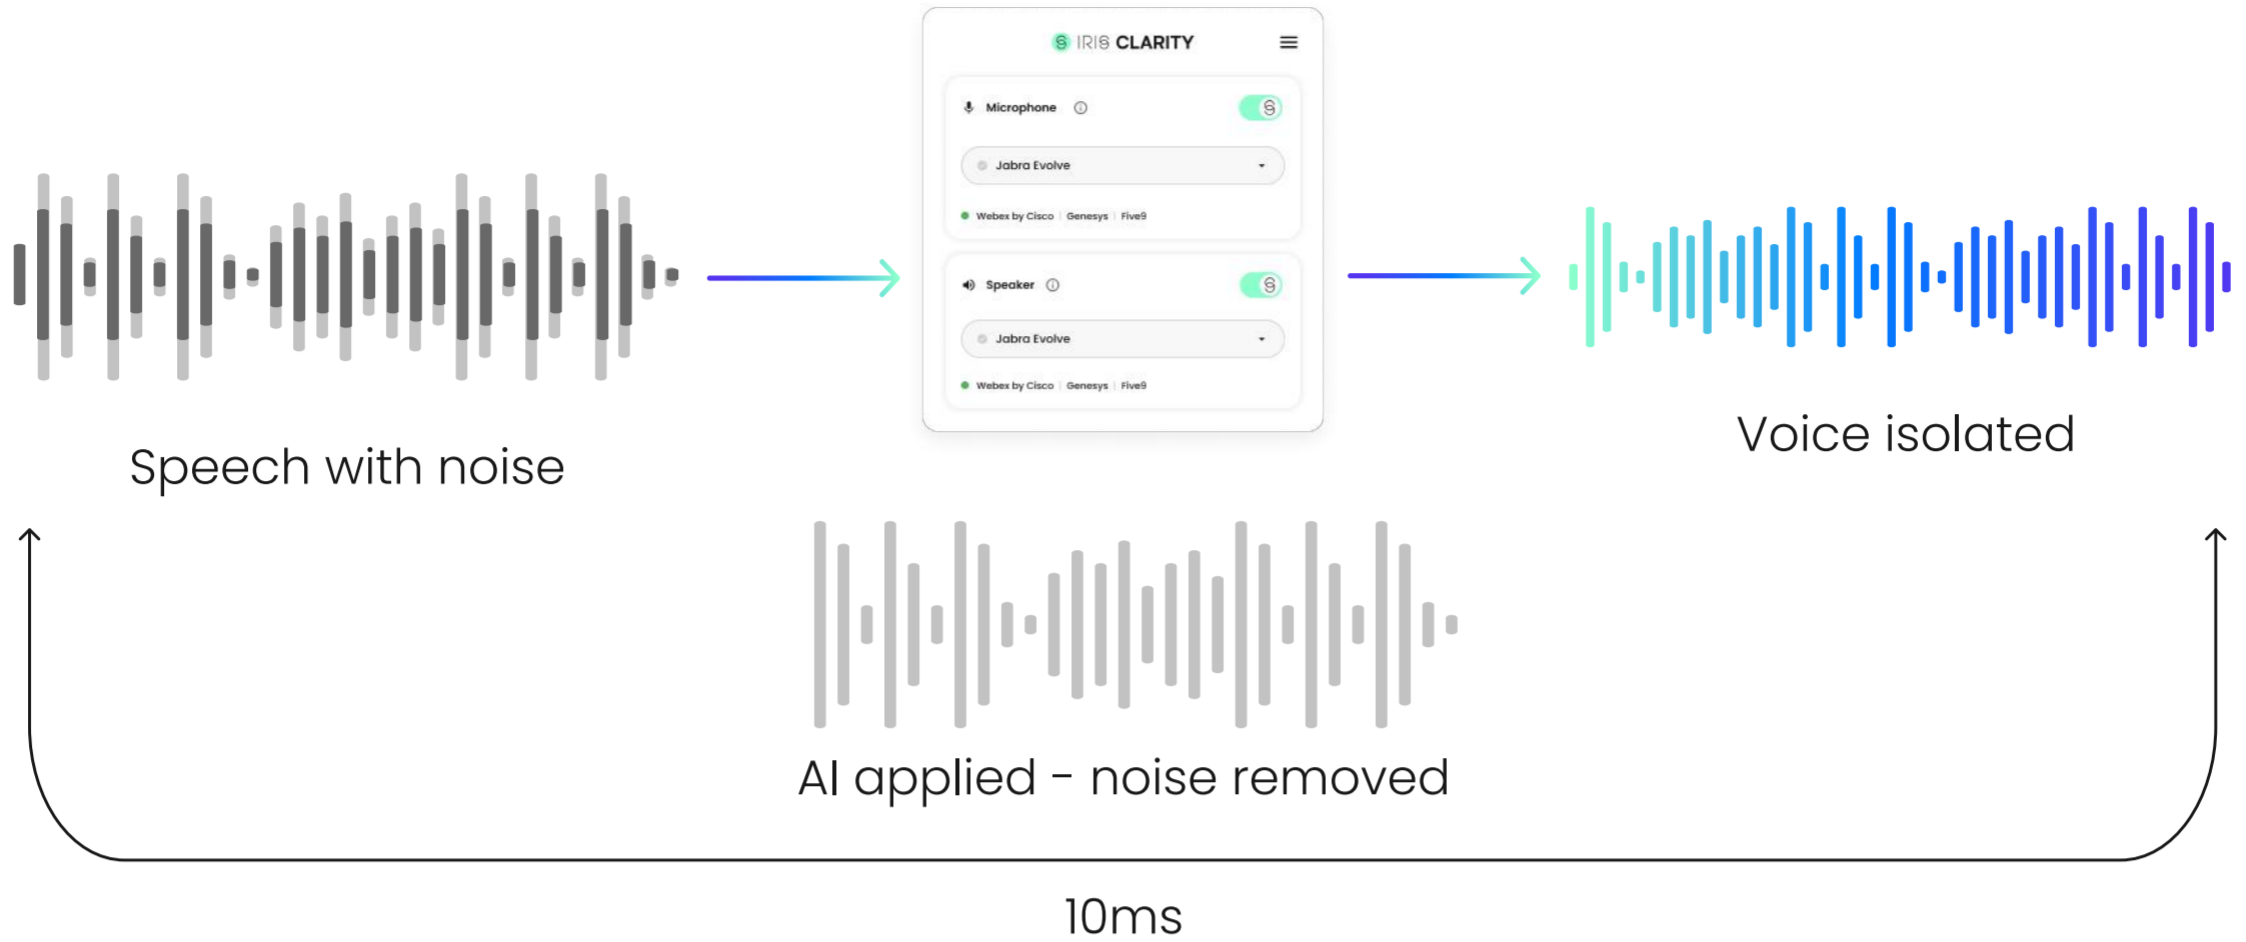 IRIS CLARITY
Microphone
Jabra Evolve
Webex by Cisco | Genesys | Five9
Speaker
Jabra Evolve
Webex by Cisco | Genesys | Five9
Speech with noise
Voice isolated
AI applied - noise removed
10ms